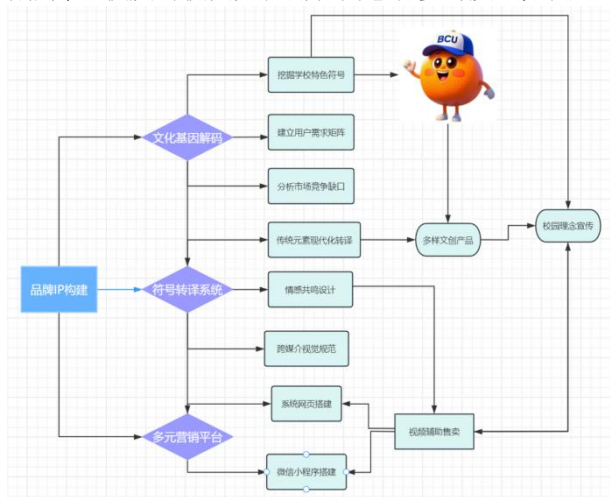 BCU
挖掘学校特色符号
文化基因解码
建立用户需求矩阵
分析市场竞争缺口
传统元素现代化转译
多样文创产品
校园理念宣传
品牌IP构建
符号转译系统
情感共鸣设计
跨媒介视觉规范
系统网页搭建
多元营销平台
视频辅助售卖
微信小程序搭建